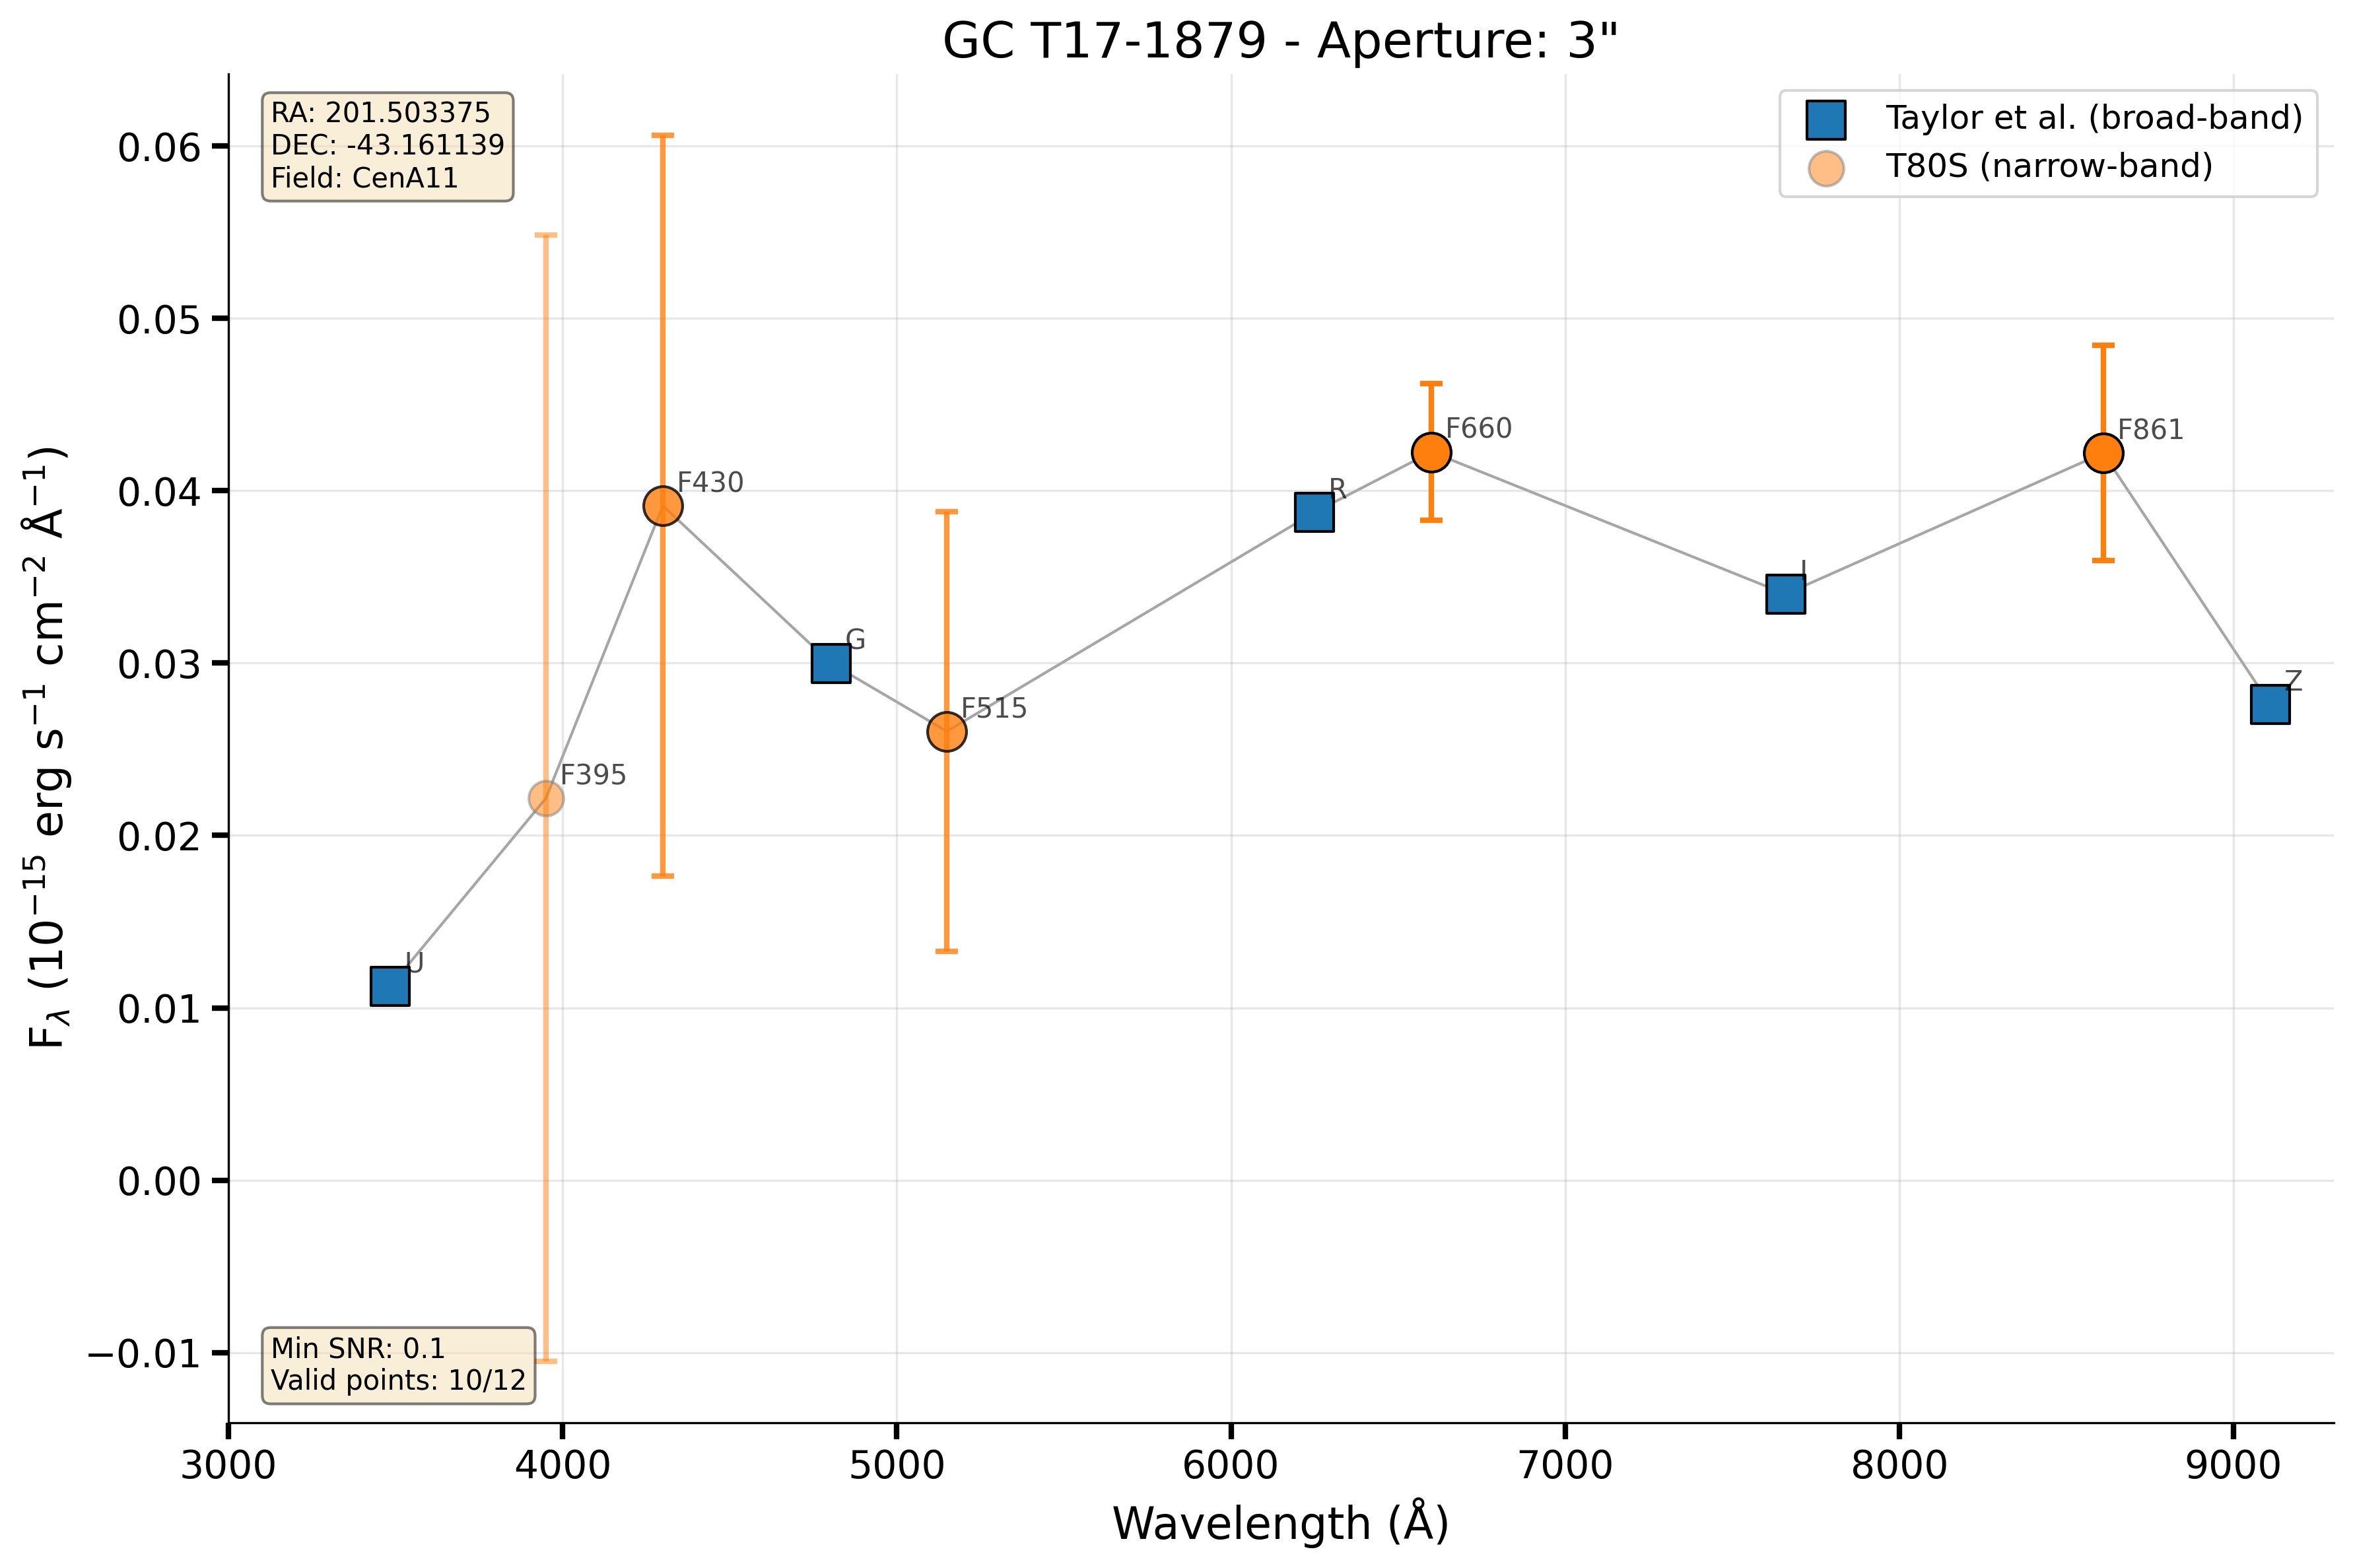 GC T17-1879 - Aperture: 3"
RA: 201.503375
DEC: -43.161139
Field: CenA11
Taylor et al. (broad-band)
T80S (narrow-band)
0.06
0.05
0.04
0.03
0.02
0.01
0.00
−0.01
F𝜆 (10⁻¹⁵ erg s⁻¹ cm⁻² Å⁻¹)
U
F395
F430
G
F515
R
F660
I
F861
Z
Min SNR: 0.1
Valid points: 10/12
3000 4000 5000 6000 7000 8000 9000
Wavelength (Å)